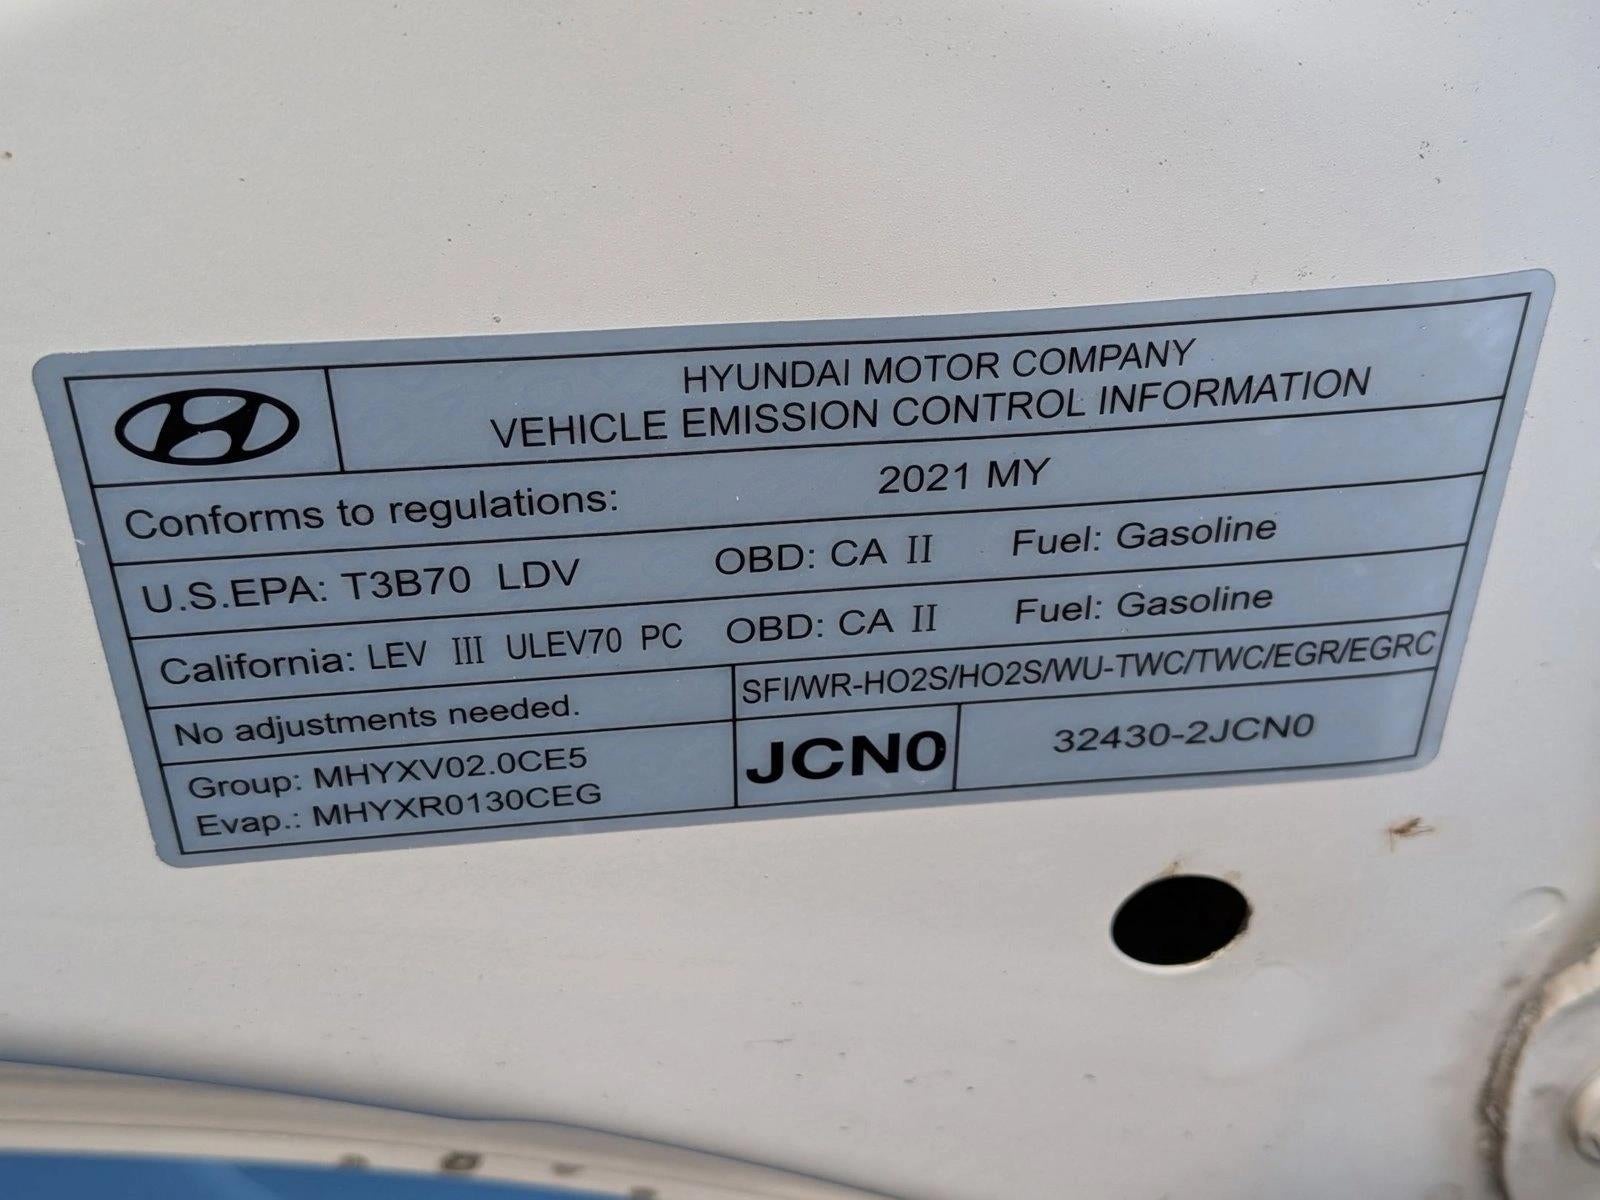 HYUNDAI MOTOR COMPANY
VEHICLE EMISSION CONTROL INFORMATION
Conforms to regulations: 2021 MY
U.S.EPA: T3B70 LDV OBD: CA II Fuel: Gasoline
California: LEV III ULEV70 PC OBD: CA II Fuel: Gasoline
No adjustments needed. SFI/WR-HO2S/HO2S/WU-TWC/TWC/EGR/EGRC
Group: MHYXV02.0CE5
Evap.: MHYXR0130CEG
JCN0 32430-2JCN0